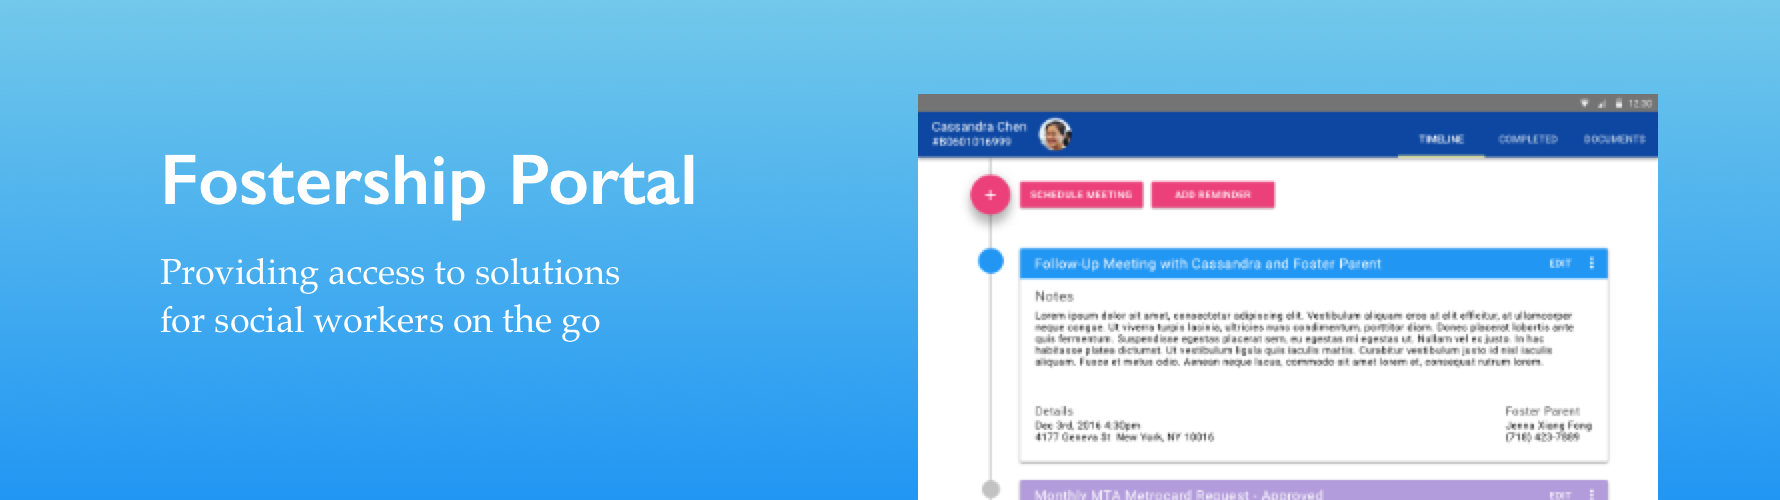 Fostership Portal
Providing access to solutions
for social workers on the go
12:30
Cassandra Chen
#B0601016999
TIMELINE
COMPLETED
DOCUMENTS
+
SCHEDULE MEETING
ADD REMINDER
Follow-Up Meeting with Cassandra and Foster Parent
EDIT
Notes
Lorem ipsum dolor sit amet, consectetur adipiscing elit. Vestibulum aliquam eros at elit efficitur, at ullamcorper
neque congue. Ut viverra turpis lacinia, ultricies nunc condimentum, porttitor diam. Donec placerat lobortis ante
quis fermentum. Suspendisse egestas placerat sem, eu egestas mi egestas ut. Nullam vel ex justo. In hac
habitasse platea dictumst. Ut vestibulum ligula quis iaculis mattis. Curabitur vestibulum justo id nisl iaculis
aliquam. Fusce et metus odio. Aenean neque lacus, commodo sit amet lorem et, consequat rutrum lorem.
Details
Dec 3rd, 2016 4:30pm
4177 Geneva St New York, NY 10016
Foster Parent
Jenna Xiang Fong
(718) 423-7889
Monthly MTA Metrocard Request - Approved
EDIT